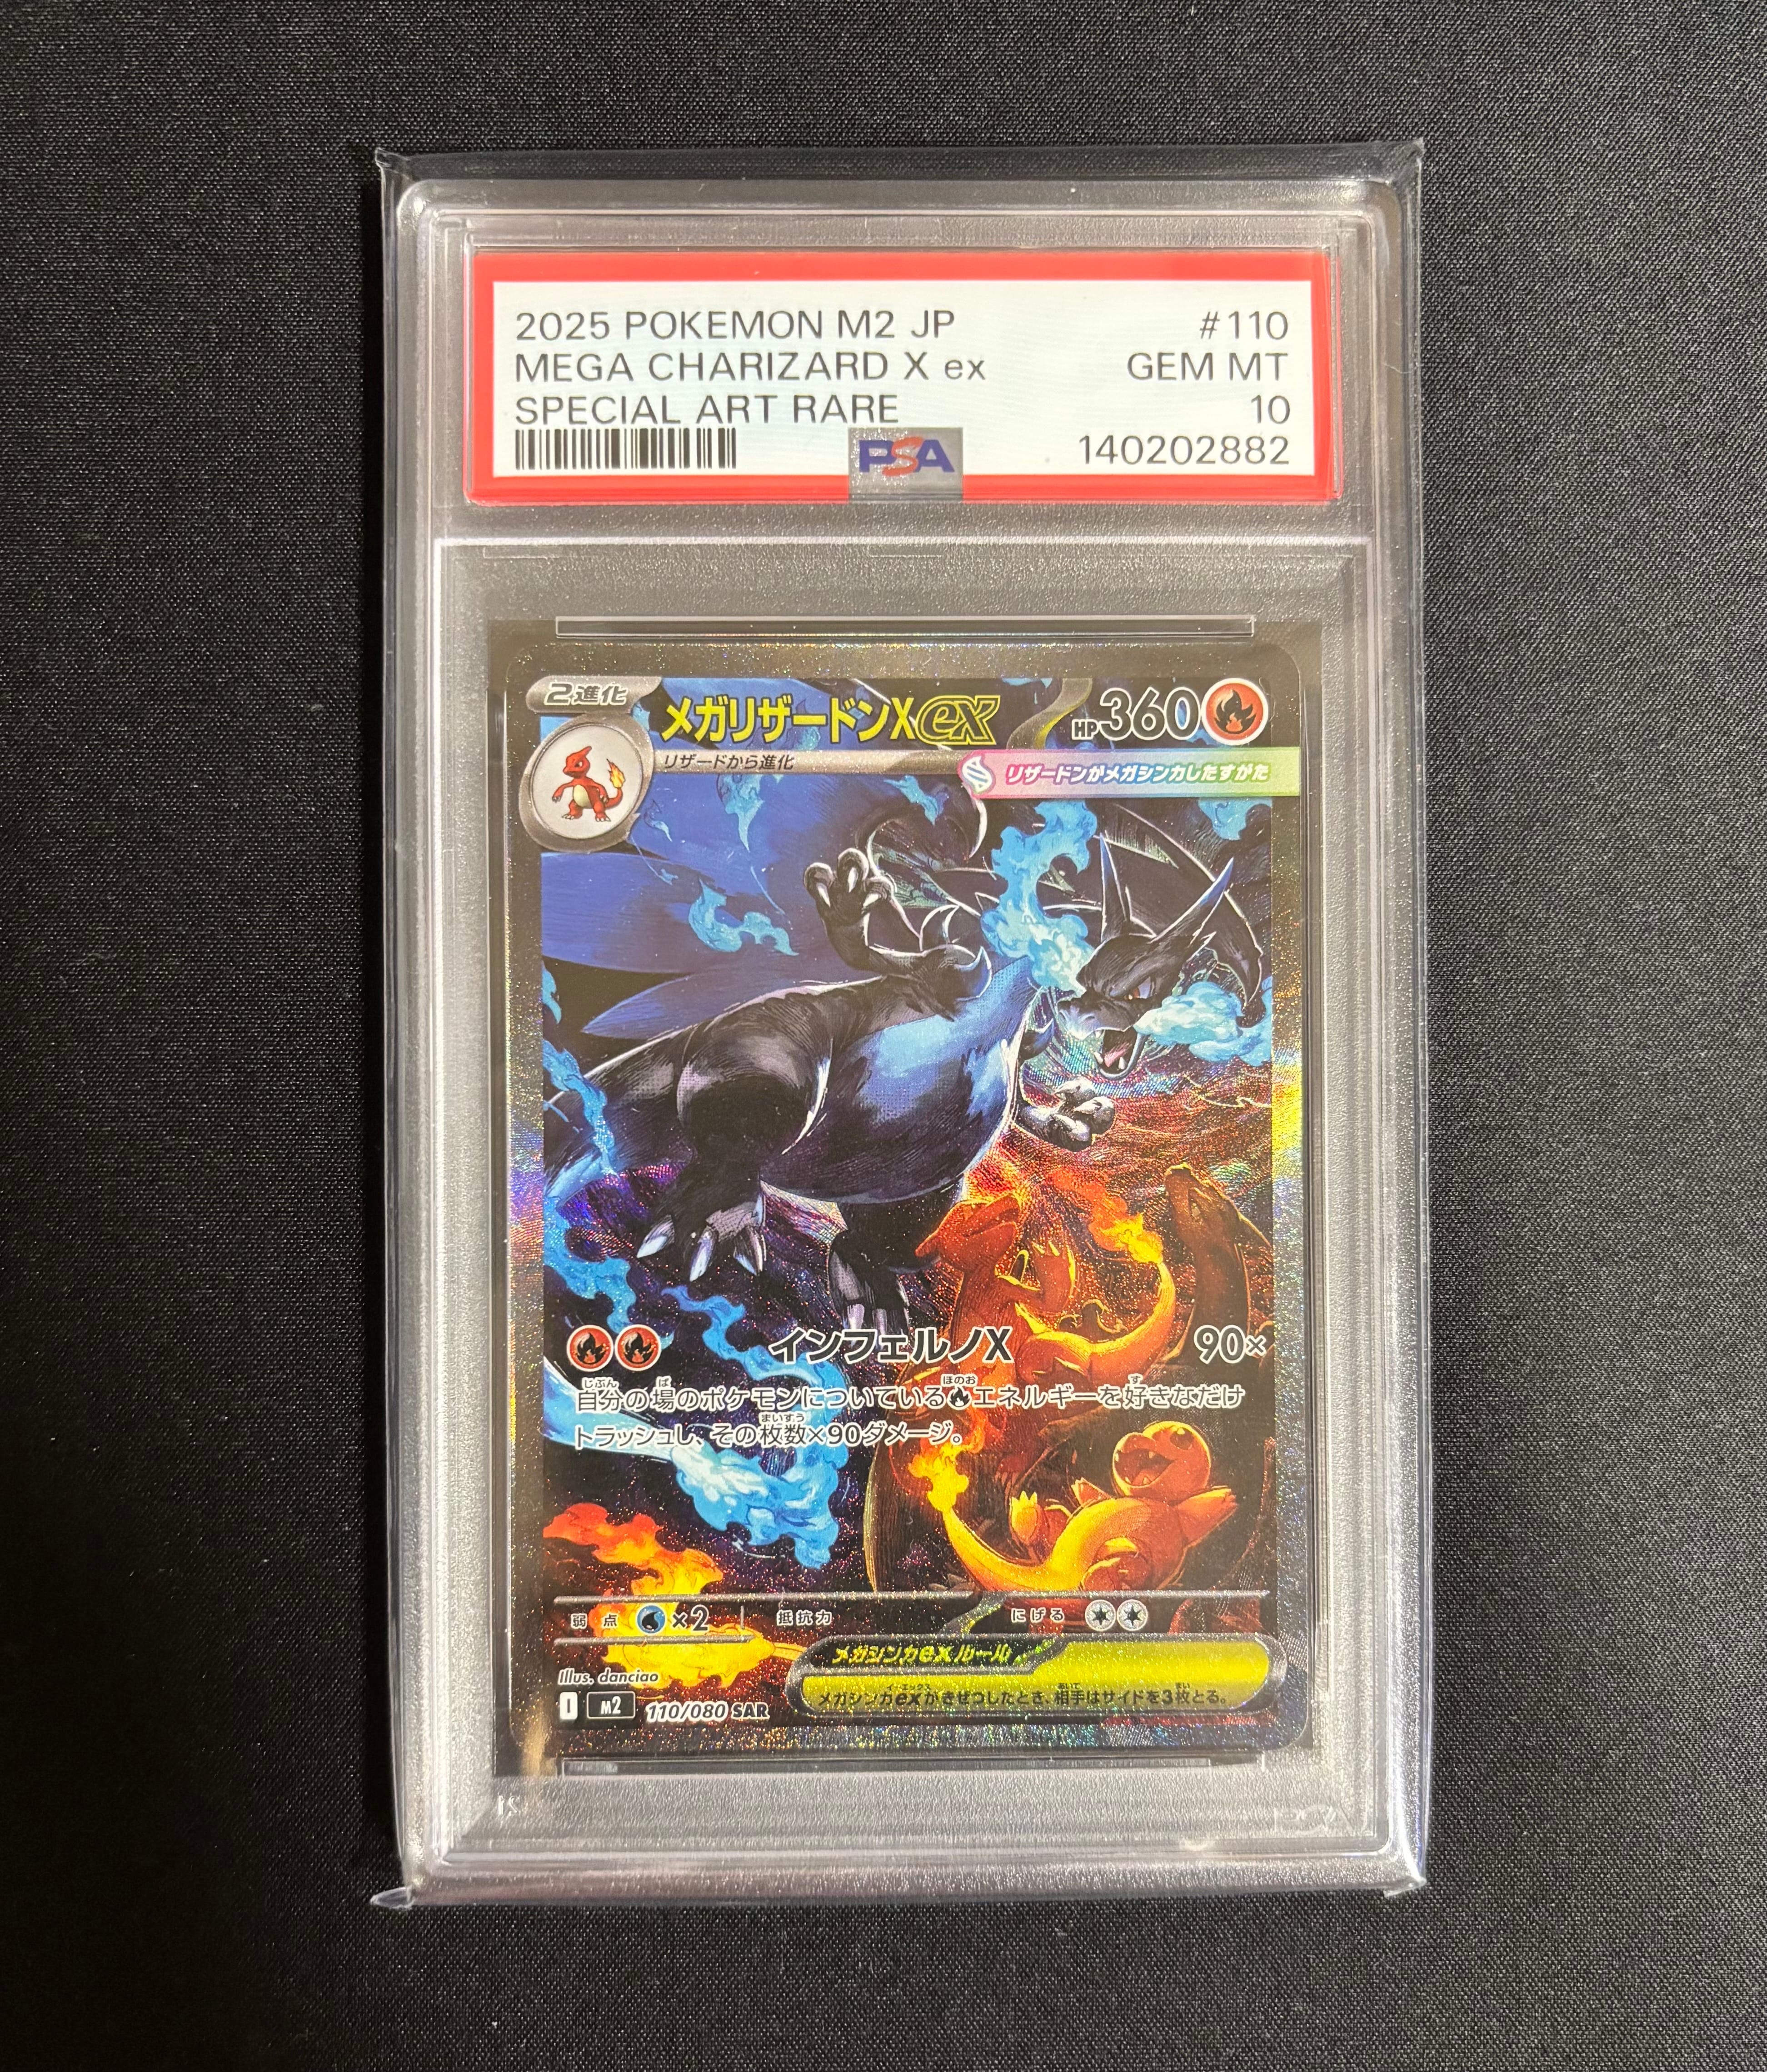 2025 POKEMON M2 JP #110
MEGA CHARIZARD X ex GEM MT
SPECIAL ART RARE 10
PSA 140202882
2進化 メガリザードンXex HP360
リザードから進化 リザードンがメガシンカしたすがた
インフェルノX 90×
自分の場のポケモンについているエネルギーを好きなだけ
トラッシュし、その枚数×90ダメージ。
弱点 ×2 抵抗力 にげる
メガシンカexルール
メガシンカexがきぜつしたとき、相手はサイドを3枚とる。
Illus. danciao
I M2 110/080 SAR